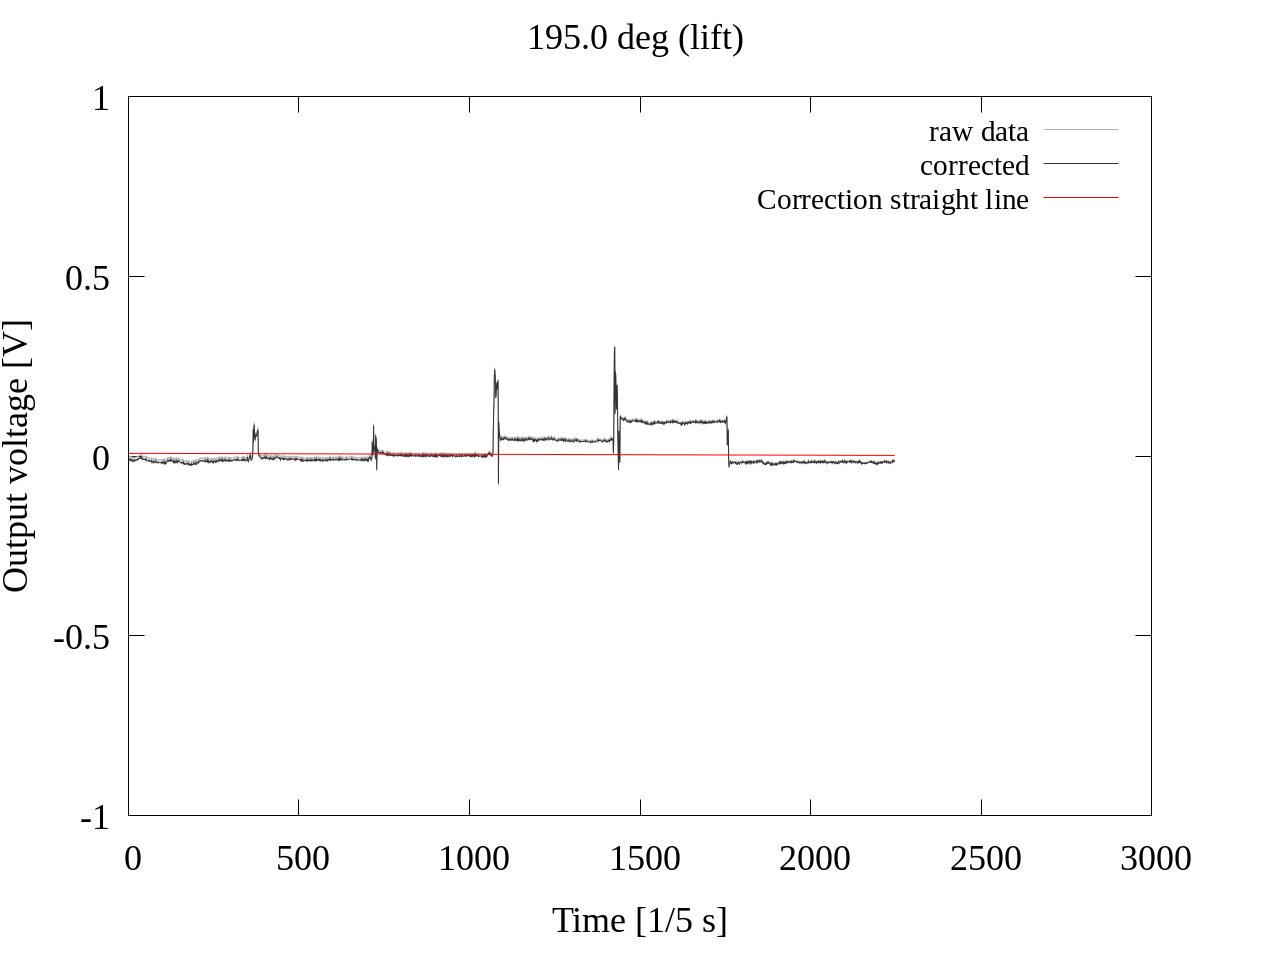 195.0 deg (lift)
1
raw data
corrected
Correction straight line
0.5
0
-0.5
-1
Output voltage [V]
0 500 1000 1500 2000 2500 3000
Time [1/5 s]